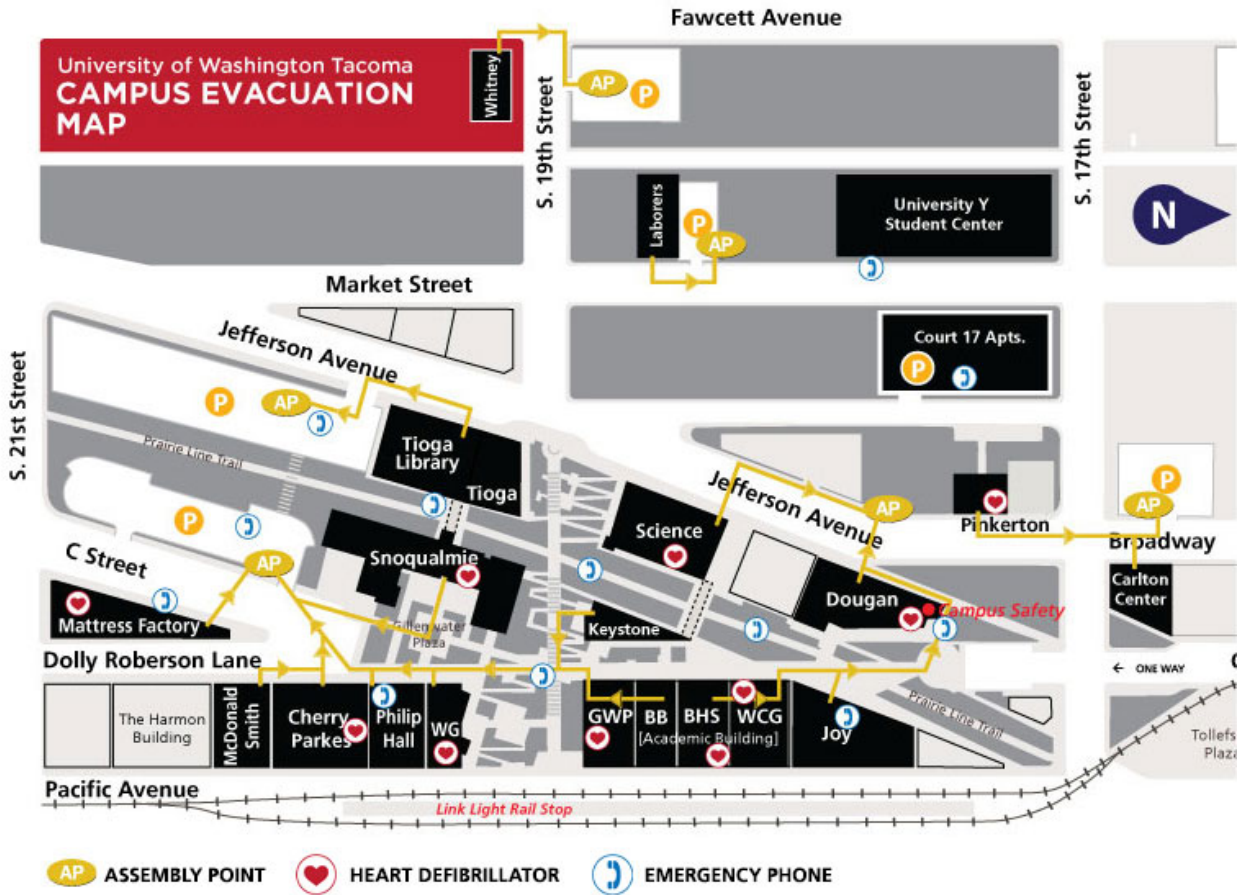 Fawcett Avenue
University of Washington Tacoma
CAMPUS EVACUATION
MAP
Whitney
AP
P
S. 19th Street
S. 17th Street
Laborers
P
AP
University Y
Student Center
N
Market Street
Jefferson Avenue
Court 17 Apts.
P
S. 21st Street
P
AP
Prairie Line Trail
Tioga
Library
Tioga
Jefferson Avenue
AP
P
AP
Pinkerton
Broadway
Science
P
Snoqualmie
C Street
AP
Carlton
Center
Dougan
Campus Safety
Mattress Factory
Gillenwater
Plaza
Keystone
Dolly Roberson Lane
← ONE WAY
The Harmon
Building
McDonald
Smith
Cherry
Parkes
Philip
Hall
WG
GWP
BB
BHS
WCG
[Academic Building]
Joy
Prairie Line Trail
Tollefs
Plaza
Pacific Avenue
Link Light Rail Stop
AP ASSEMBLY POINT
HEART DEFIBRILLATOR
EMERGENCY PHONE